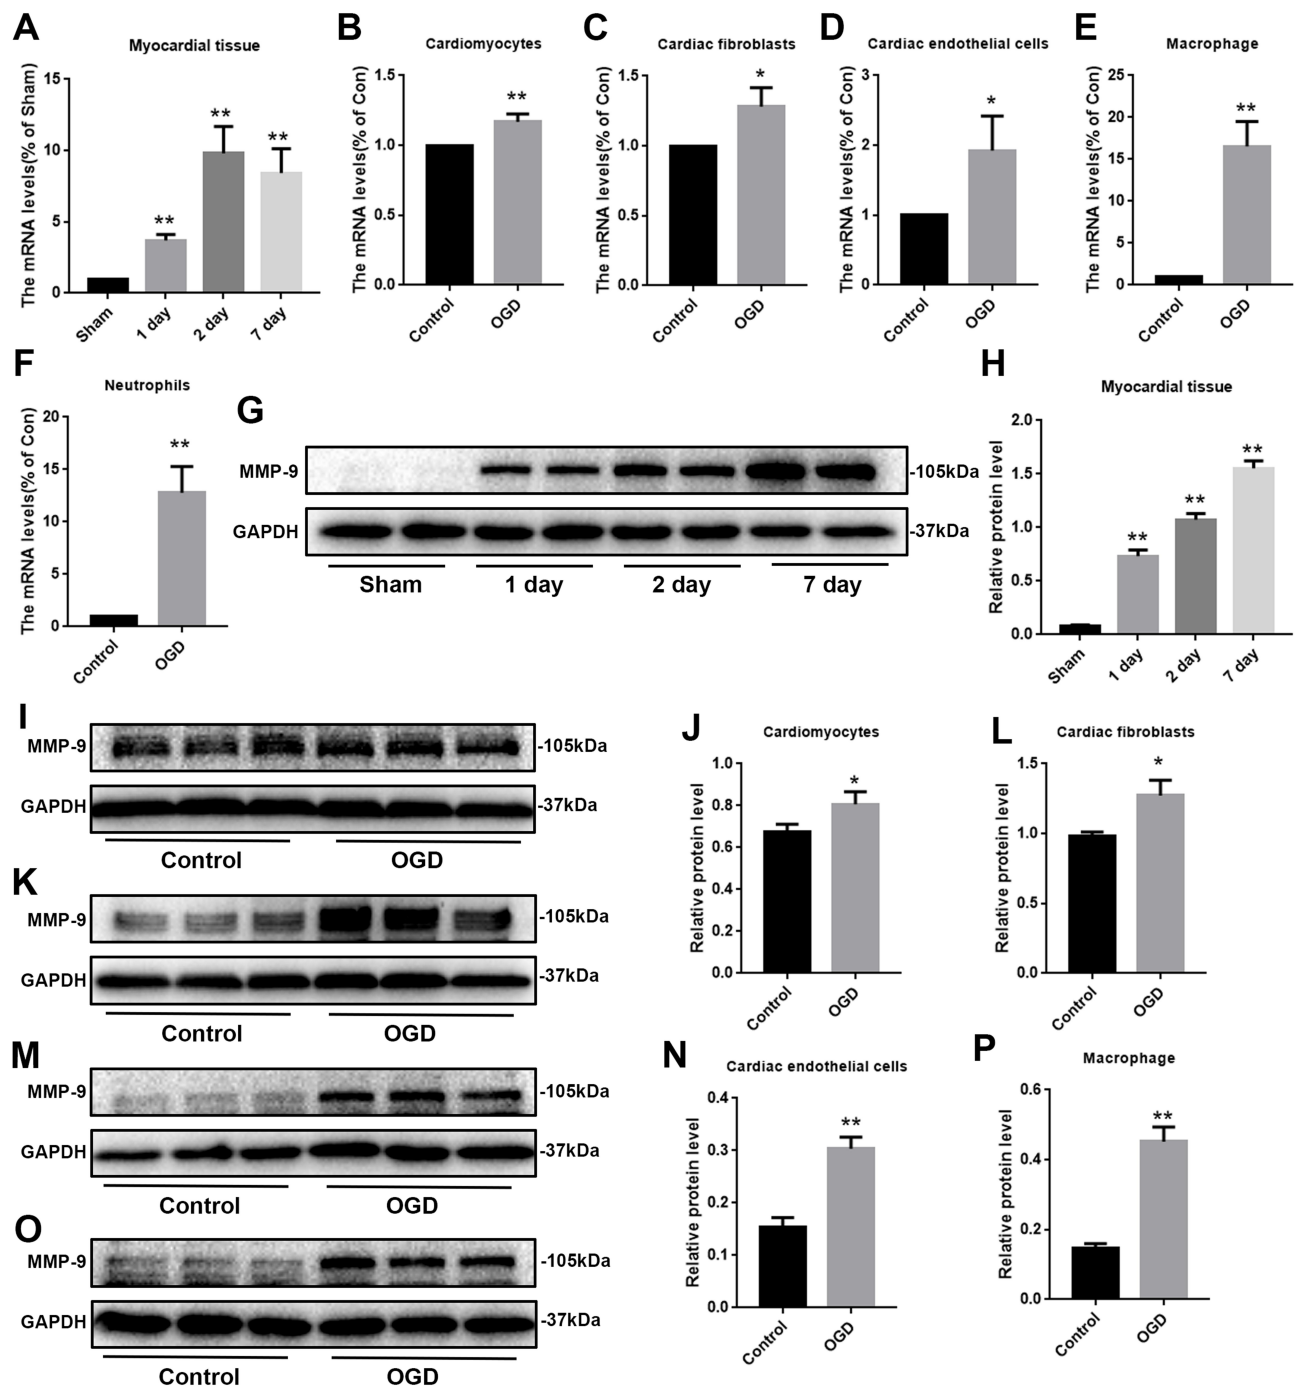 A
Myocardial tissue
The mRNA levels(% of Sham)
15
10
5
0
**
**
**
Sham
1 day
2 day
7 day
B
Cardiomyocytes
The mRNA levels(% of Con)
1.5
1.0
0.5
0.0
**
Control
OGD
C
Cardiac fibroblasts
The mRNA levels(% of Con)
1.5
1.0
0.5
0.0
*
Control
OGD
D
Cardiac endothelial cells
The mRNA levels(% of Con)
3
2
1
0
*
Control
OGD
E
Macrophage
The mRNA levels(% of Con)
25
20
15
10
5
0
**
Control
OGD
F
Neutrophils
The mRNA levels(% of Con)
20
15
10
5
0
**
Control
OGD
G
MMP-9
-105kDa
GAPDH
-37kDa
Sham
1 day
2 day
7 day
H
Myocardial tissue
Relative protein level
2.0
1.5
1.0
0.5
0.0
**
**
**
Sham
1 day
2 day
7 day
I
MMP-9
-105kDa
GAPDH
-37kDa
Control
OGD
J
Cardiomyocytes
Relative protein level
1.0
0.8
0.6
0.4
0.2
0.0
*
Control
OGD
K
MMP-9
-105kDa
GAPDH
-37kDa
Control
OGD
L
Cardiac fibroblasts
Relative protein level
1.5
1.0
0.5
0.0
*
Control
OGD
M
MMP-9
-105kDa
GAPDH
-37kDa
Control
OGD
N
Cardiac endothelial cells
Relative protein level
0.4
0.3
0.2
0.1
0.0
**
Control
OGD
O
MMP-9
-105kDa
GAPDH
-37kDa
Control
OGD
P
Macrophage
Relative protein level
0.6
0.4
0.2
0.0
**
Control
OGD